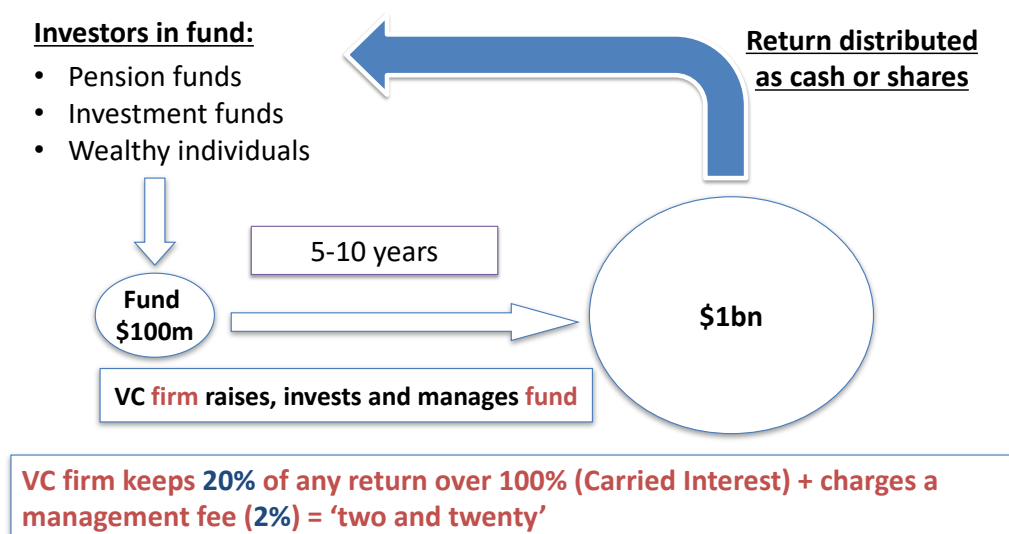 Investors in fund:
• Pension funds
• Investment funds
• Wealthy individuals
Return distributed
as cash or shares
5-10 years
Fund
$100m
$1bn
VC firm raises, invests and manages fund
VC firm keeps 20% of any return over 100% (Carried Interest) + charges a
management fee (2%) = ‘two and twenty’